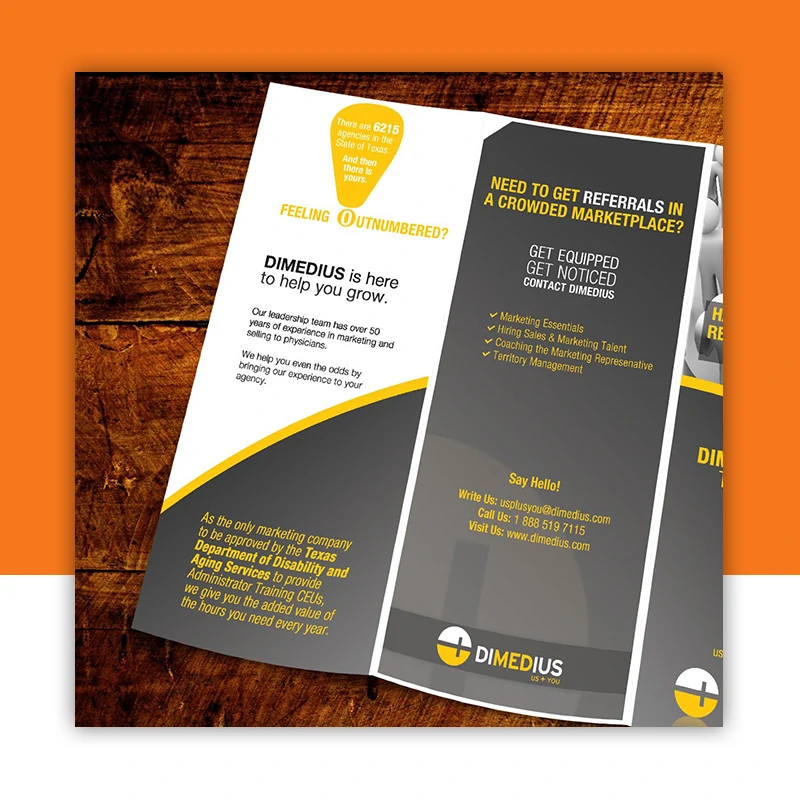 There are 6215
agencies in the
State of Texas.
And then
there is
yours.
FEELING OUTNUMBERED?
DIMEDIUS is here
to help you grow.
Our leadership team has over 50
years of experience in marketing and
selling to physicians.
We help you even the odds by
bringing our experience to your
agency.
As the only marketing company
to be approved by the Texas
Department of Disability and
Aging Services to provide
Administrator Training CEUs,
we give you the added value of
the hours you need every year.
NEED TO GET REFERRALS IN
A CROWDED MARKETPLACE?
GET EQUIPPED
GET NOTICED
CONTACT DIMEDIUS
Marketing Essentials
Hiring Sales & Marketing Talent
Coaching the Marketing Represenative
Territory Management
Say Hello!
Write Us: usplusyou@dimedius.com
Call Us: 1 888 519 7115
Visit Us: www.dimedius.com
DIMEDIUS
US + YOU